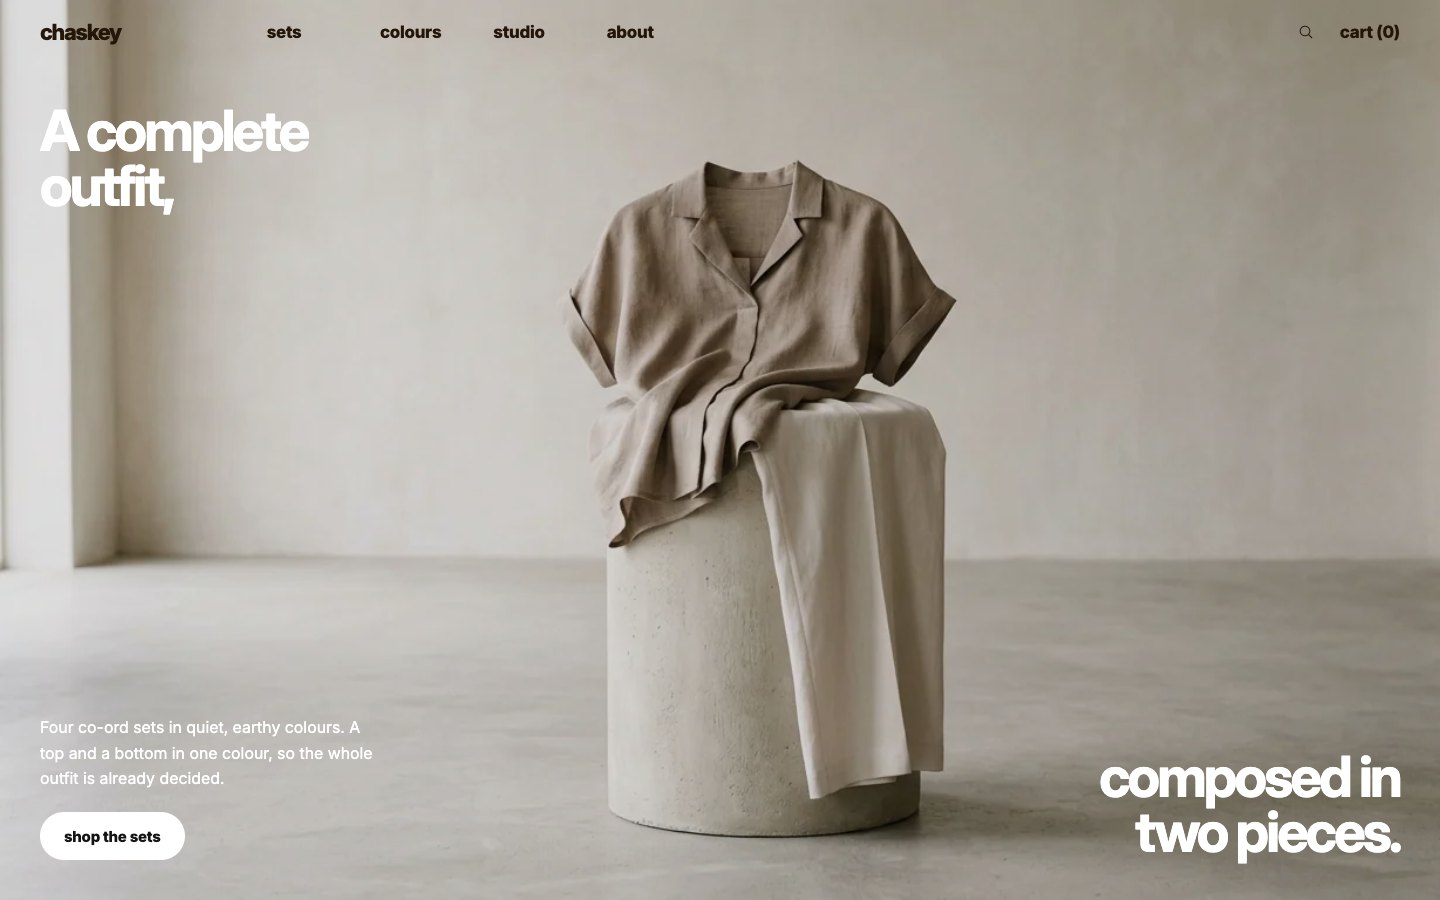 chaskey
sets
colours
studio
about
cart (0)
A complete
outfit,
Four co-ord sets in quiet, earthy colours. A
top and a bottom in one colour, so the whole
outfit is already decided.
shop the sets
composed in
two pieces.